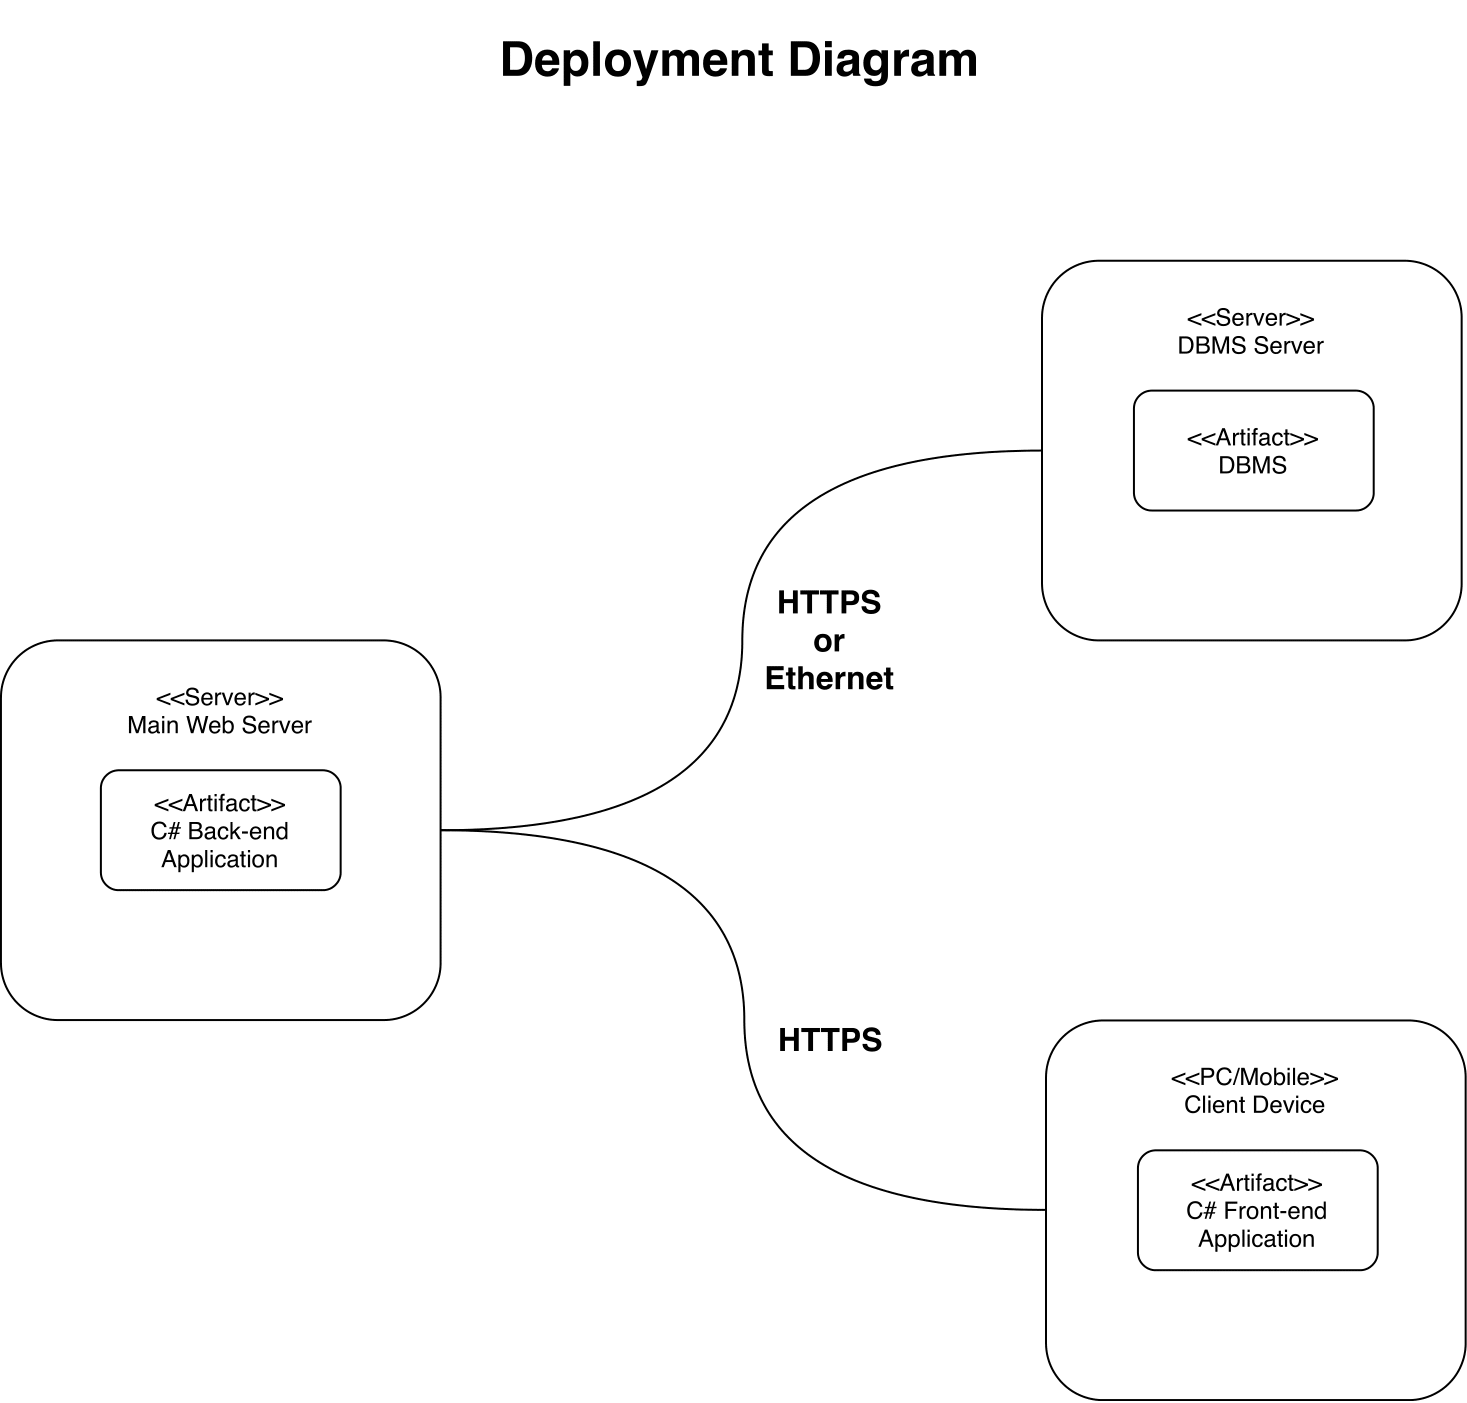 Deployment Diagram
<<Server>>
DBMS Server
<<Artifact>>
DBMS
HTTPS
or
Ethernet
<<Server>>
Main Web Server
<<Artifact>>
C# Back-end
Application
HTTPS
<<PC/Mobile>>
Client Device
<<Artifact>>
C# Front-end
Application